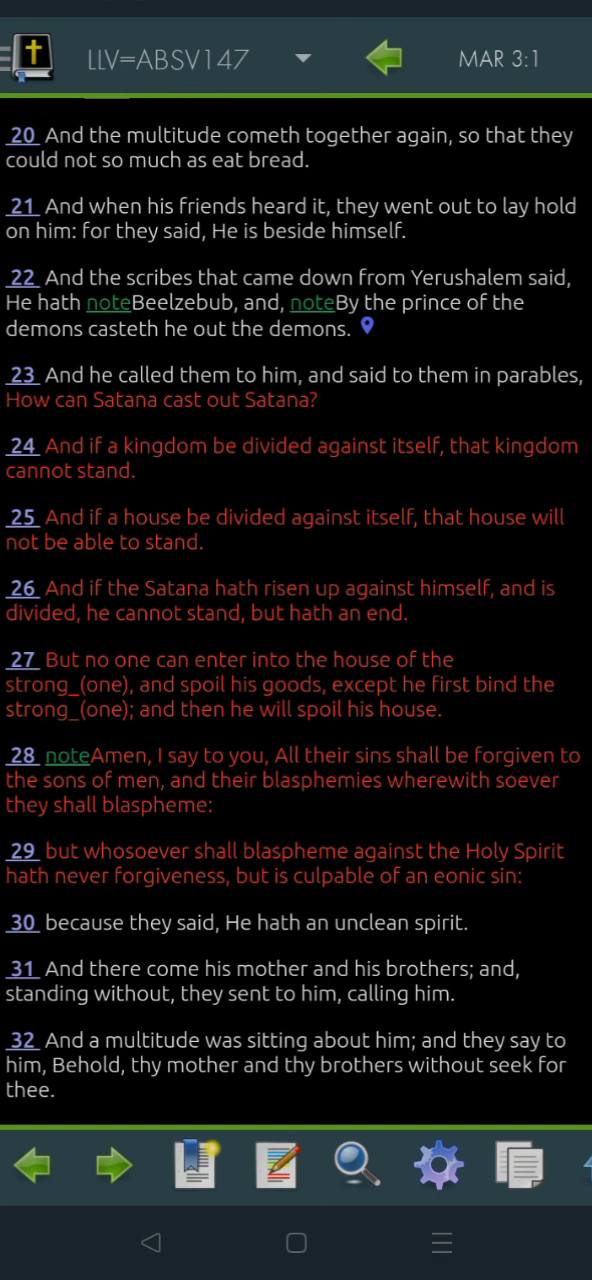 LLV=ABSV147
MAR 3:1
20 And the multitude cometh together again, so that they
could not so much as eat bread.
21 And when his friends heard it, they went out to lay hold
on him: for they said, He is beside himself.
22 And the scribes that came down from Yerushalem said,
He hath noteBeelzebub, and, noteBy the prince of the
demons casteth he out the demons.
23 And he called them to him, and said to them in parables,
How can Satana cast out Satana?
24 And if a kingdom be divided against itself, that kingdom
cannot stand.
25 And if a house be divided against itself, that house will
not be able to stand.
26 And if the Satana hath risen up against himself, and is
divided, he cannot stand, but hath an end.
27 But no one can enter into the house of the
strong_(one), and spoil his goods, except he first bind the
strong_(one); and then he will spoil his house.
28 noteAmen, I say to you, All their sins shall be forgiven to
the sons of men, and their blasphemies wherewith soever
they shall blaspheme:
29 but whosoever shall blaspheme against the Holy Spirit
hath never forgiveness, but is culpable of an eonic sin:
30 because they said, He hath an unclean spirit.
31 And there come his mother and his brothers; and,
standing without, they sent to him, calling him.
32 And a multitude was sitting about him; and they say to
him, Behold, thy mother and thy brothers without seek for
thee.